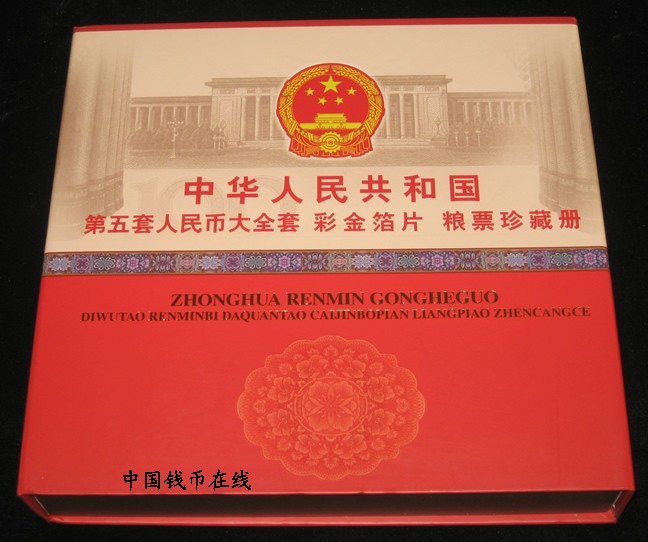 中华人民共和国
第五套人民币大全套 彩金箔片 粮票珍藏册
ZHONGHUA RENMIN GONGHEGUO
DIWUTAO RENMINBI DAQUANTAO CAIJINBOPIAN LIANGPIAO ZHENCANGCE
中国钱币在线